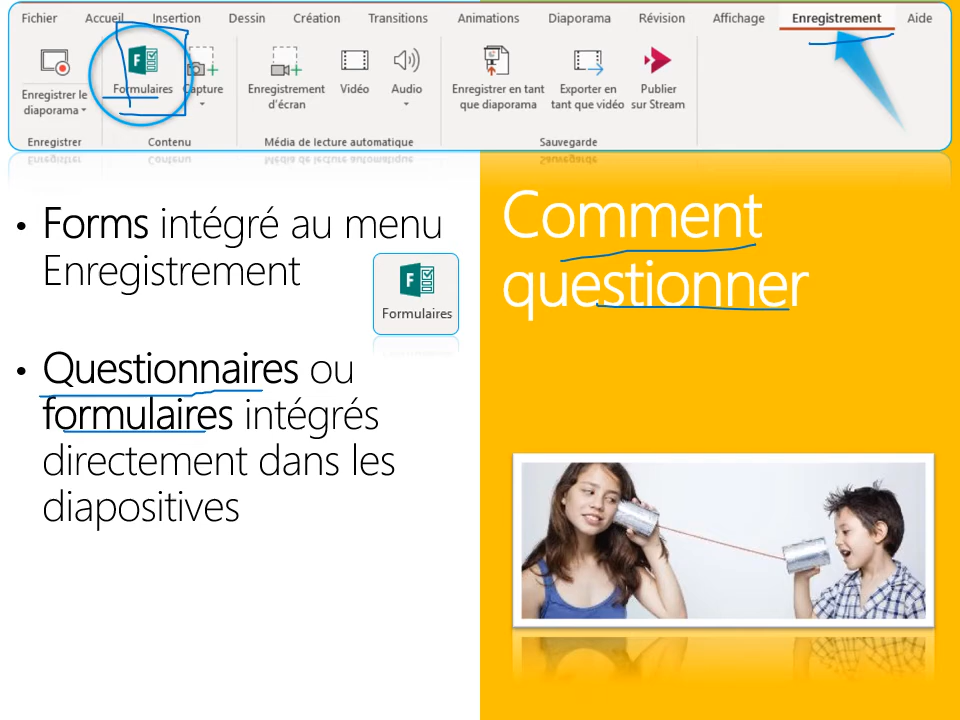 Fichier Accueil Insertion Dessin Création Transitions Animations Diaporama Révision Affichage Enregistrement Aide
Enregistrer le diaporama
Formulaires
Capture
Enregistrement d'écran
Vidéo
Audio
Enregistrer en tant que diaporama
Exporter en tant que vidéo
Publier sur Stream
Enregistrer Contenu Média de lecture automatique Sauvegarde
• Forms intégré au menu
Enregistrement
F
Formulaires
• Questionnaires ou
formulaires intégrés
directement dans les
diapositives
Comment
questionner